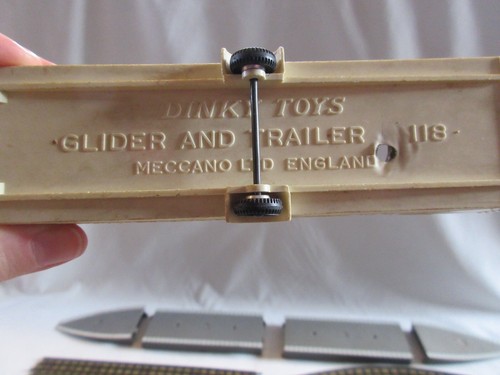 DINKY TOYS
·GLIDER AND TRAILER 118·
MECCANO LTD ENGLAND